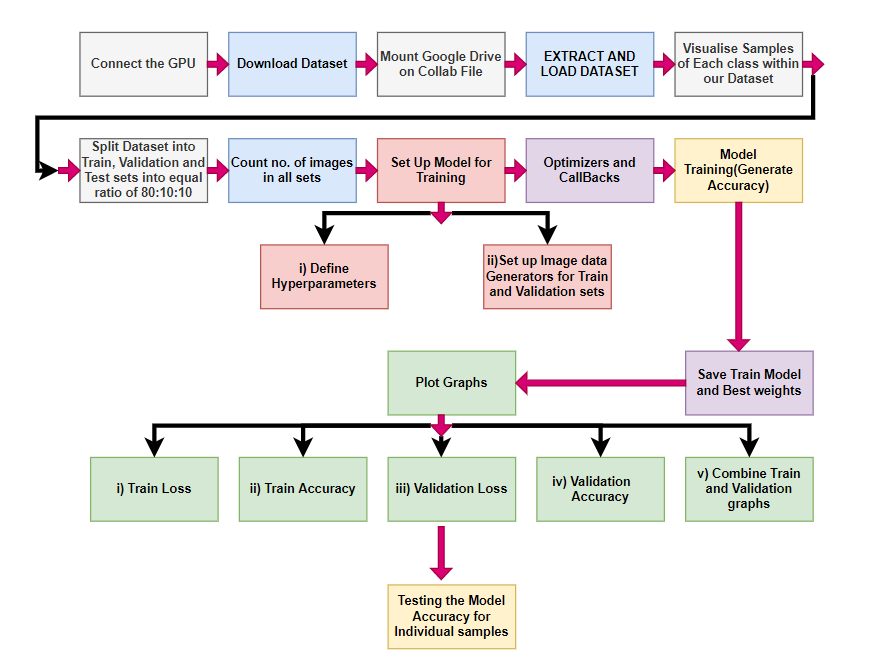 Connect the GPU
Download Dataset
Mount Google Drive
on Collab File
EXTRACT AND
LOAD DATASET
Visualise Samples
of Each class within
our Dataset
Split Dataset into
Train, Validation and
Test sets into equal
ratio of 80:10:10
Count no. of images
in all sets
Set Up Model for
Training
Optimizers and
CallBacks
Model
Training(Generate
Accuracy)
i) Define
Hyperparameters
ii)Set up Image data
Generators for Train
and Validation sets
Plot Graphs
Save Train Model
and Best weights
i) Train Loss
ii) Train Accuracy
iii) Validation Loss
iv) Validation
Accuracy
v) Combine Train
and Validation
graphs
Testing the Model
Accuracy for
Individual samples